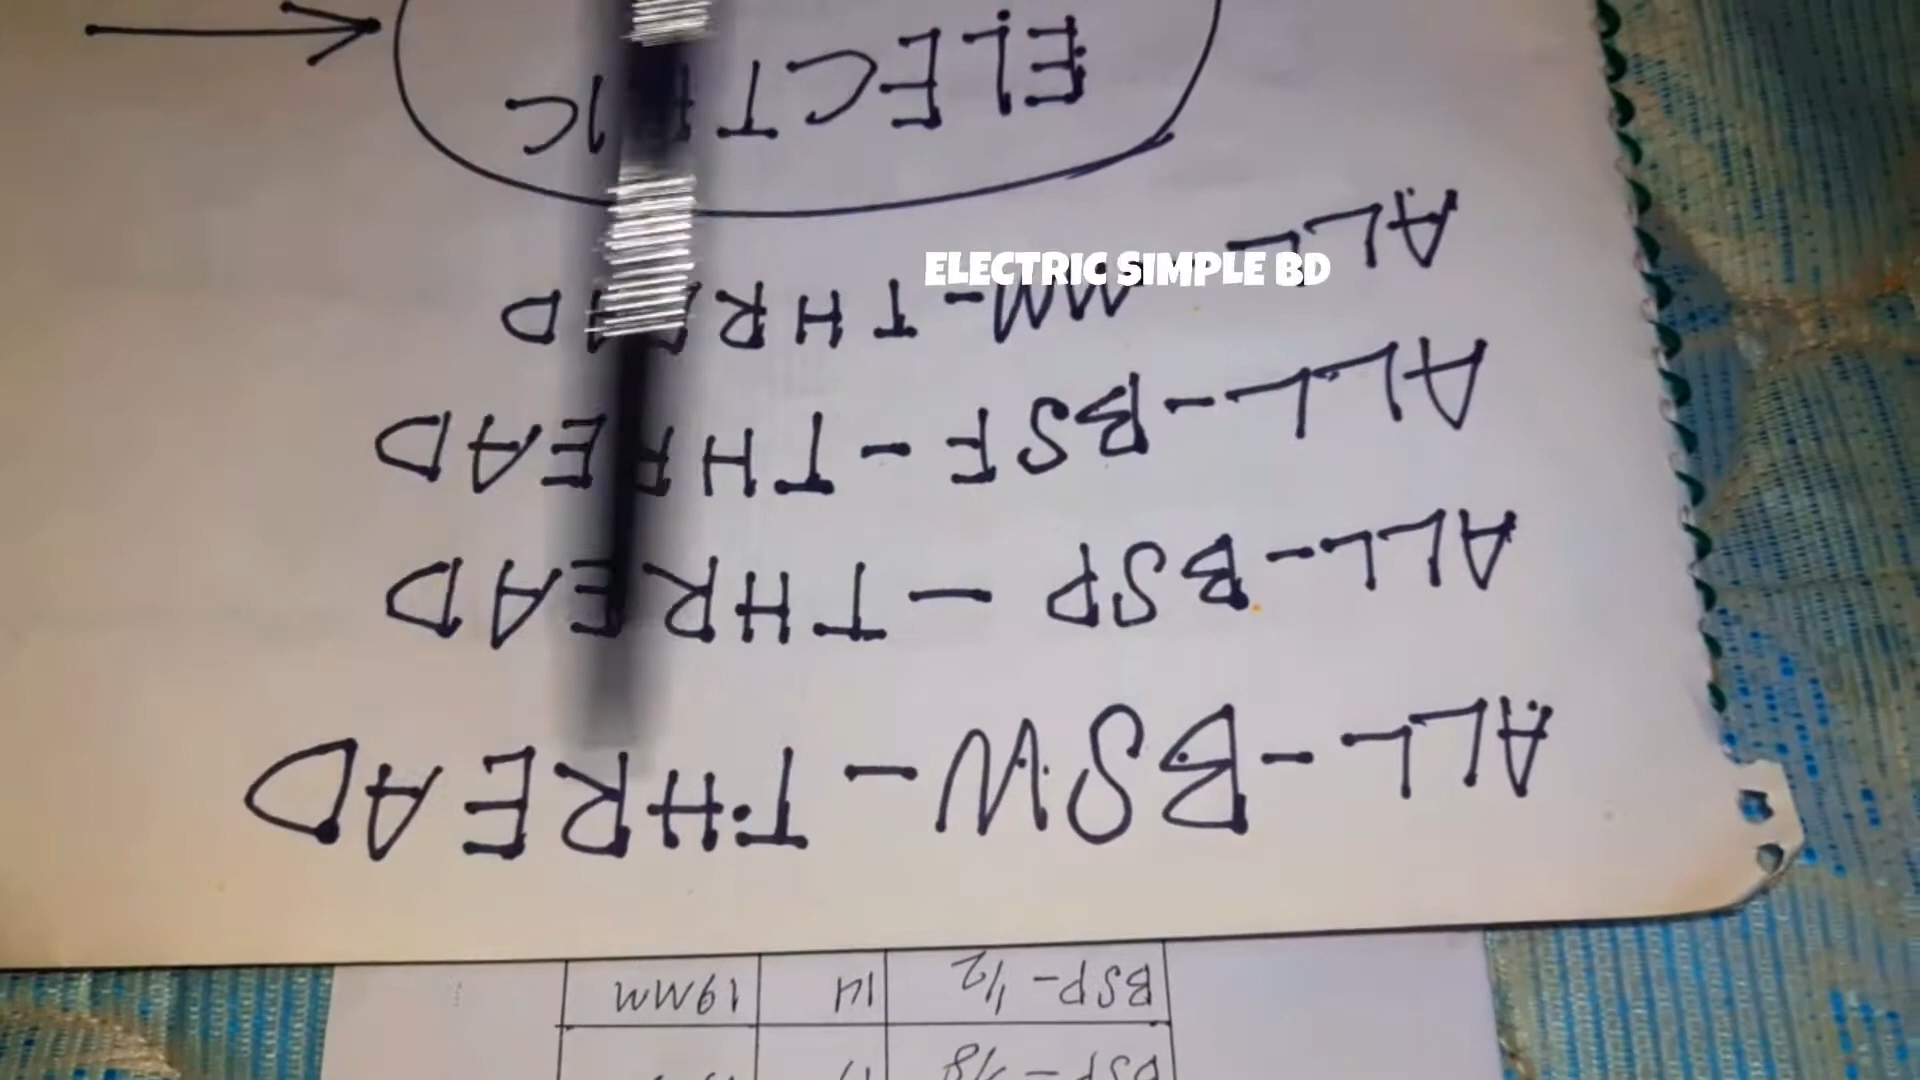 BSP-1/2 14 19MM
ALL-BSW-THREAD
ALL-BSP-THREAD
ALL-BSF-THREAD
ALL-MM-THREAD
ELECTRIC
ELECTRIC SIMPLE BD